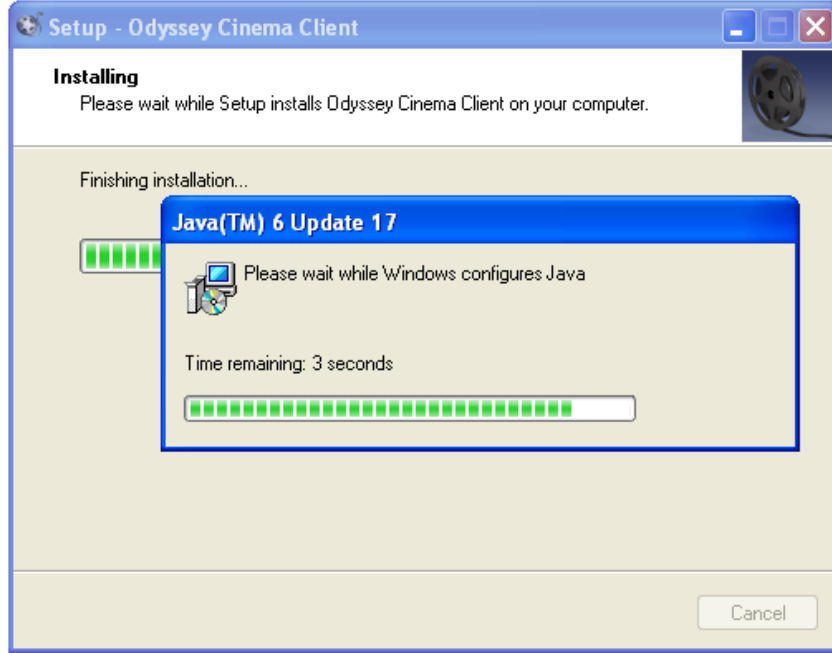 Setup - Odyssey Cinema Client
Installing
Please wait while Setup installs Odyssey Cinema Client on your computer.
Finishing installation...
Java(TM) 6 Update 17
Please wait while Windows configures Java
Time remaining: 3 seconds
Cancel